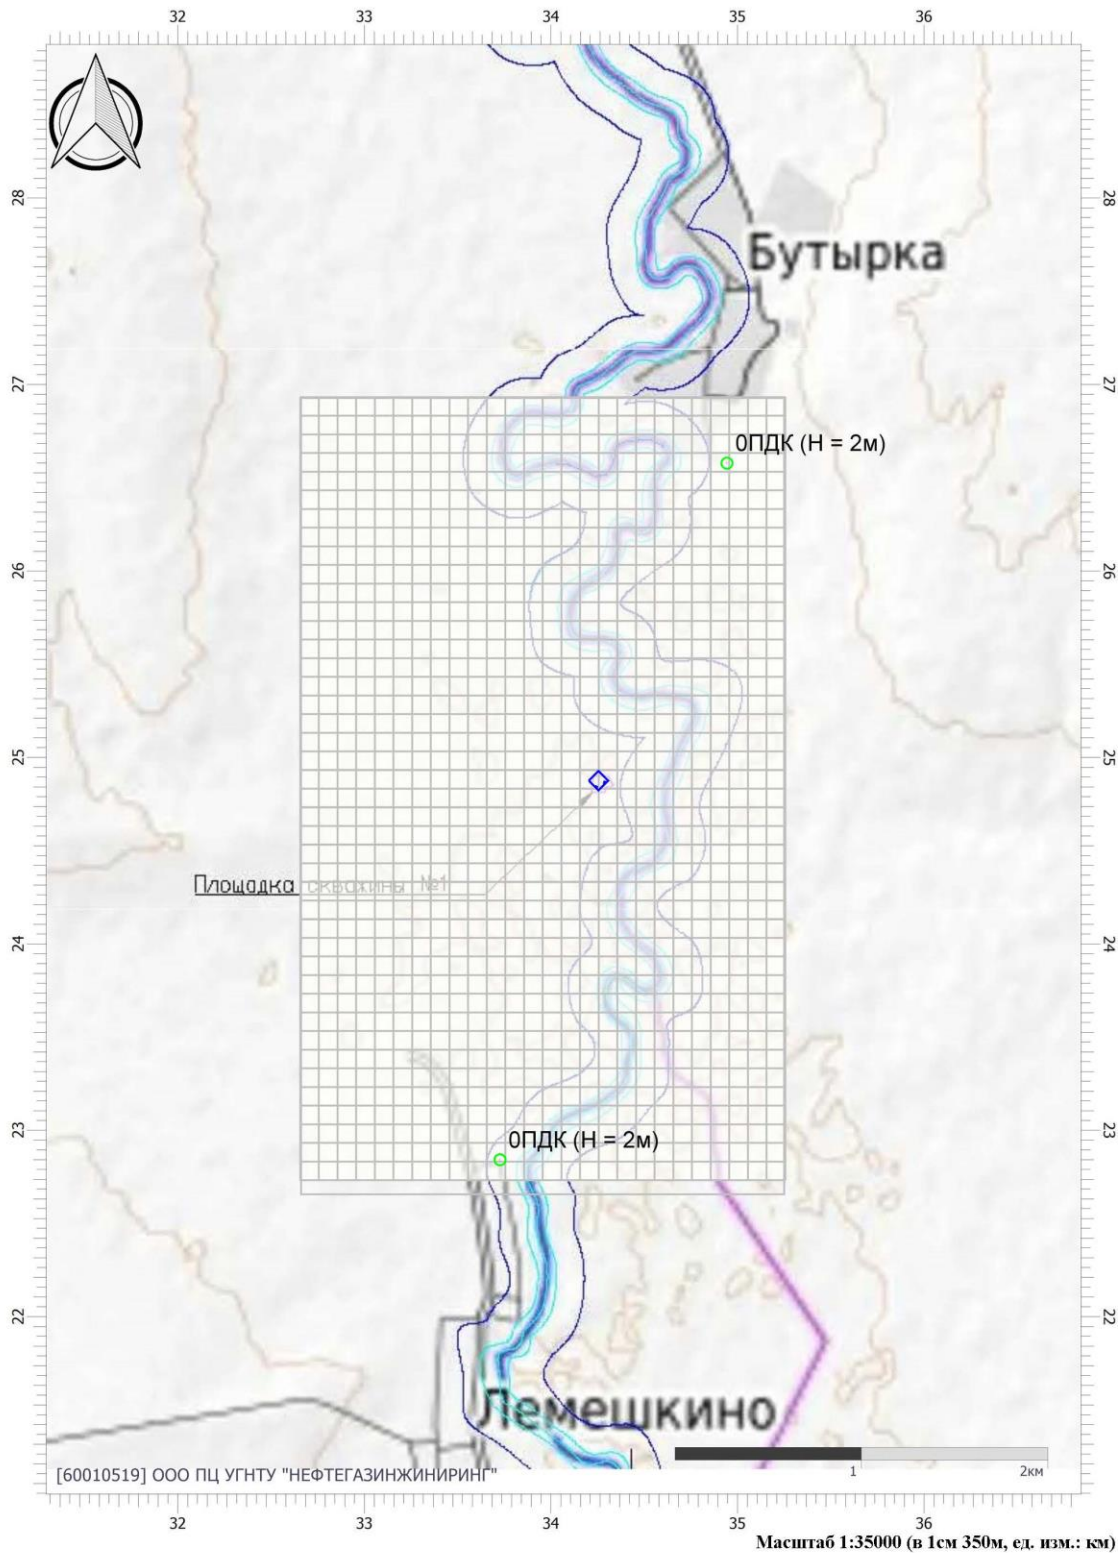 32 33 34 35 36
28 28
Бутырка
27 27
0ПДК (Н = 2м)
26 26
25 25
Площадка скважины №1
24 24
23 23
0ПДК (Н = 2м)
22 22
Лемешкино
[60010519] ООО ПЦ УГНТУ "НЕФТЕГАЗИНЖИНИРИНГ"
1 2км
32 33 34 35 36
Масштаб 1:35000 (в 1см 350м, ед. изм.: км)